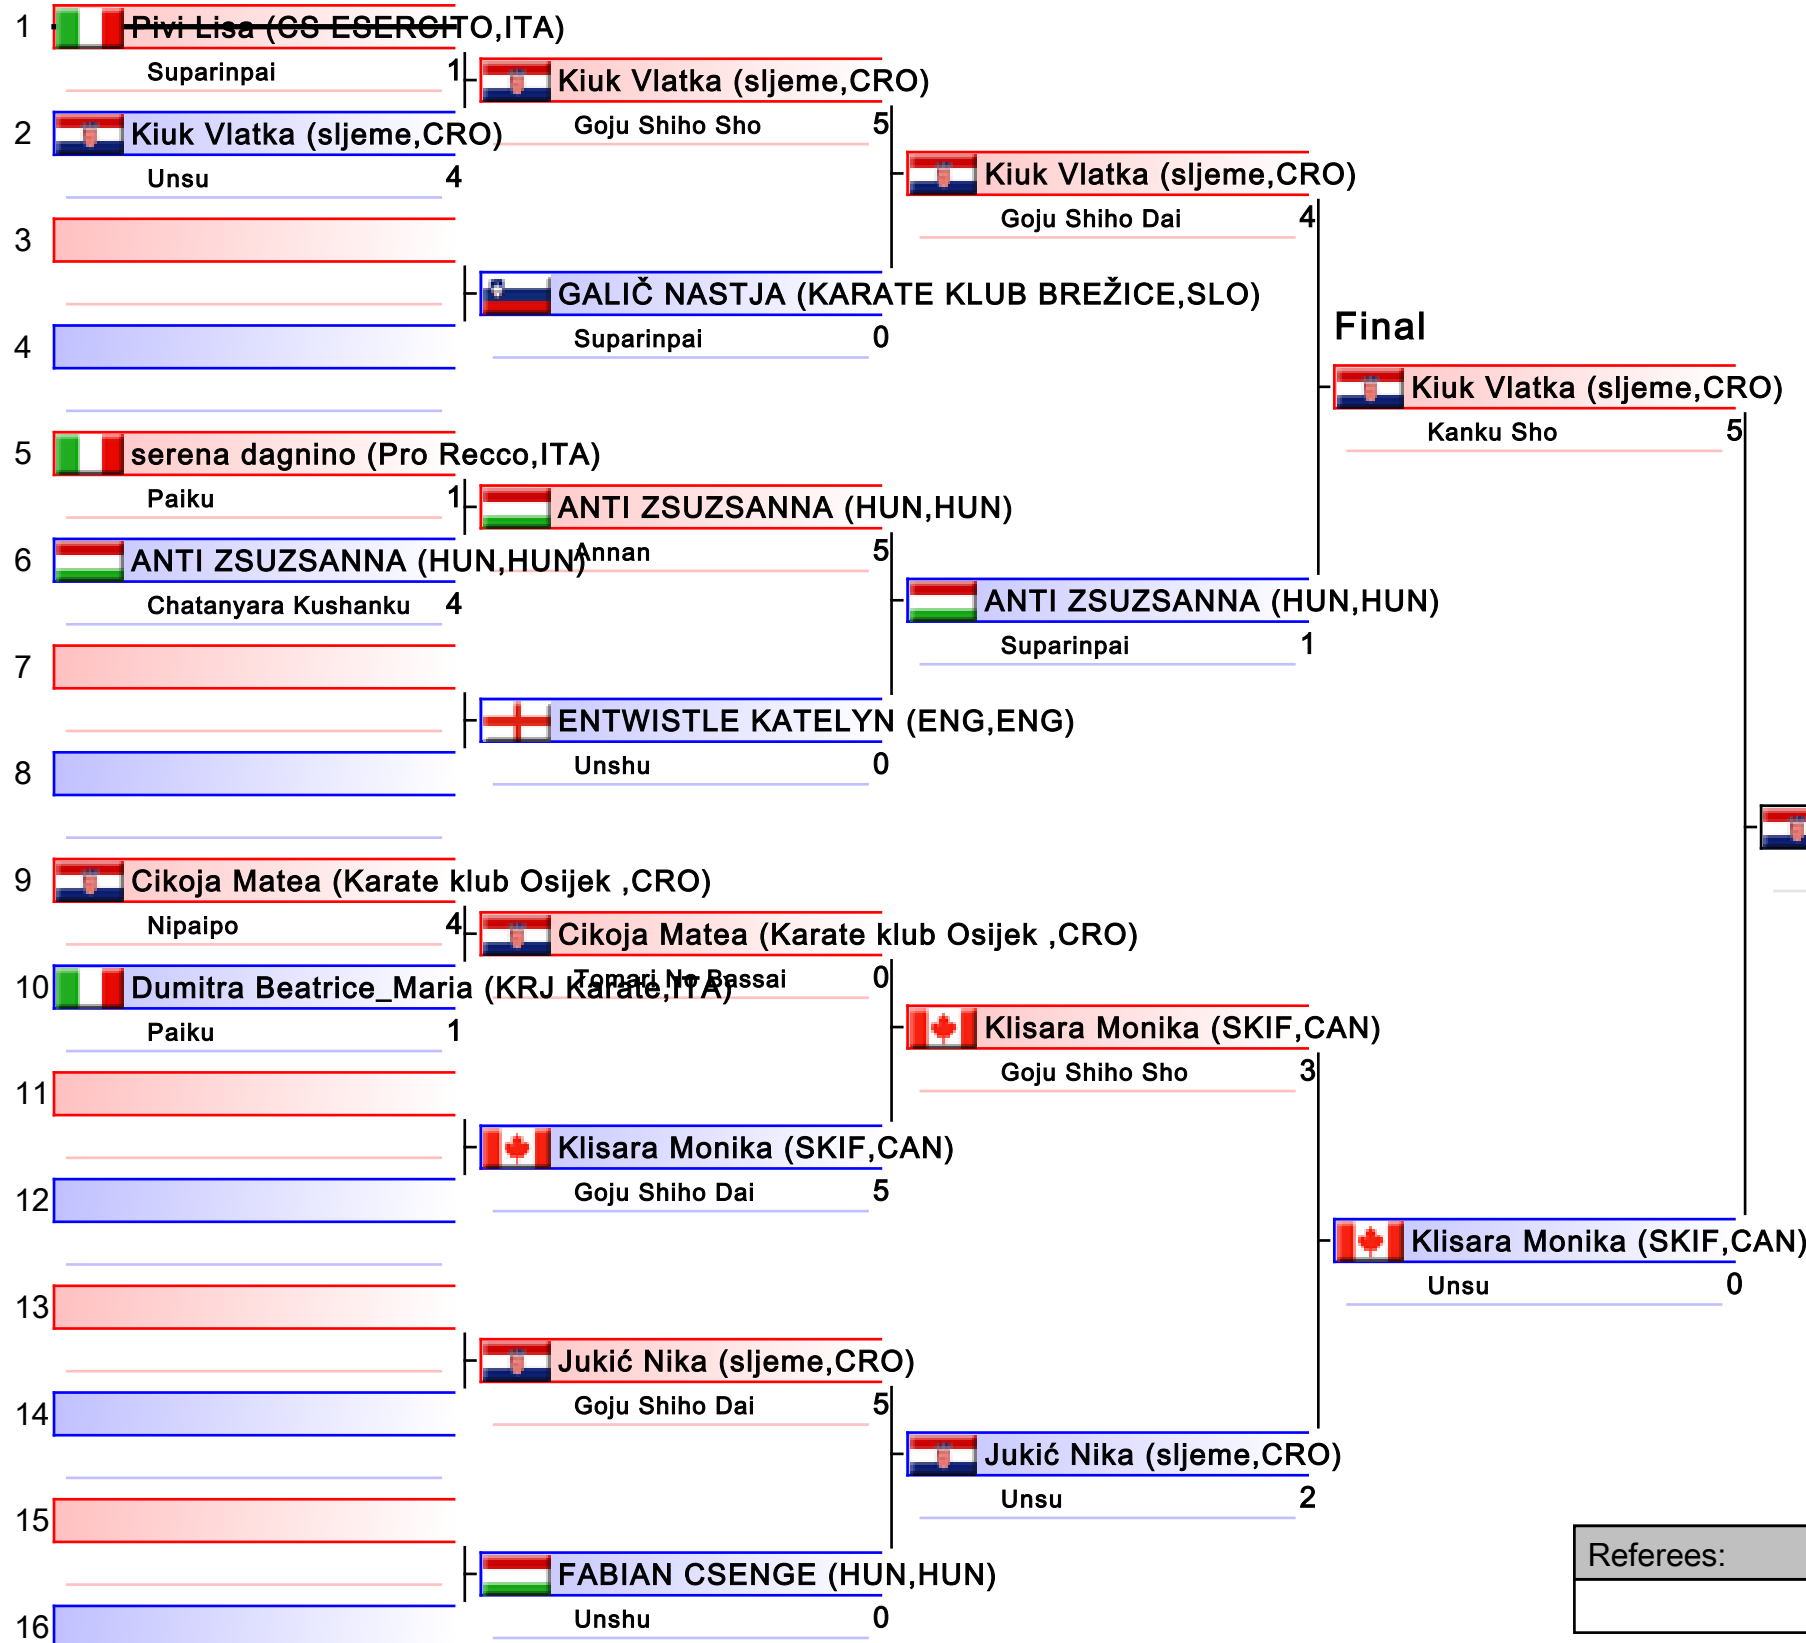 1 Pivi Lisa (CS ESERCITO,ITA)
Suparinpai 1
2 Kiuk Vlatka (sljeme,CRO)
Unsu 4
3
4
5 serena dagnino (Pro Recco,ITA)
Paiku 1
6 ANTI ZSUZSANNA (HUN,HUN)
Chatanyara Kushanku 4
7
8
9 Cikoja Matea (Karate klub Osijek ,CRO)
Nipaipo 4
10 Dumitra Beatrice_Maria (KRJ Karate,ITA)
Paiku 1
11
12
13
14
15
16
Kiuk Vlatka (sljeme,CRO)
Goju Shiho Sho 5
GALIČ NASTJA (KARATE KLUB BREŽICE,SLO)
Suparinpai 0
ANTI ZSUZSANNA (HUN,HUN)
Annan 5
ENTWISTLE KATELYN (ENG,ENG)
Unshu 0
Cikoja Matea (Karate klub Osijek ,CRO)
Tomari No Bassai 0
Klisara Monika (SKIF,CAN)
Goju Shiho Dai 5
Jukić Nika (sljeme,CRO)
Goju Shiho Dai 5
FABIAN CSENGE (HUN,HUN)
Unshu 0
Kiuk Vlatka (sljeme,CRO)
Goju Shiho Dai 4
ANTI ZSUZSANNA (HUN,HUN)
Suparinpai 1
Klisara Monika (SKIF,CAN)
Goju Shiho Sho 3
Jukić Nika (sljeme,CRO)
Unsu 2
Final
Kiuk Vlatka (sljeme,CRO)
Kanku Sho 5
Klisara Monika (SKIF,CAN)
Unsu 0
Referees: